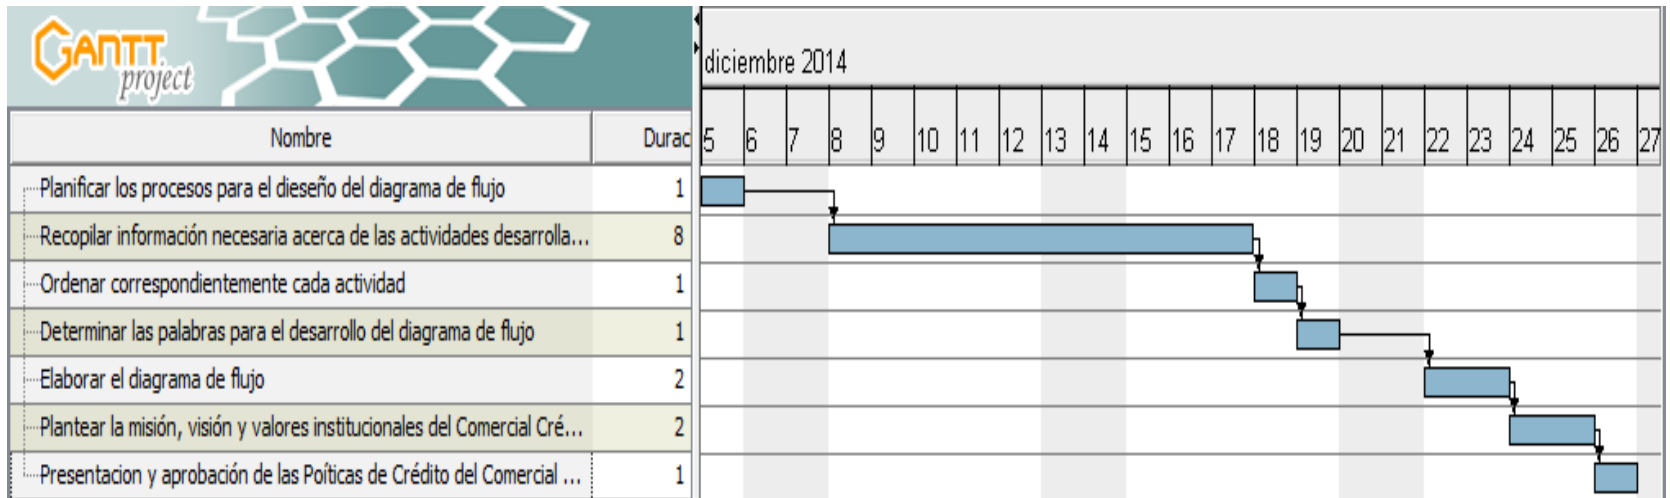 GANTT
project
diciembre 2014
Nombre Durac 5 6 7 8 9 10 11 12 13 14 15 16 17 18 19 20 21 22 23 24 25 26 27
Planificar los procesos para el dieseño del diagrama de flujo 1
Recopilar información necesaria acerca de las actividades desarrolla... 8
Ordenar correspondientemente cada actividad 1
Determinar las palabras para el desarrollo del diagrama de flujo 1
Elaborar el diagrama de flujo 2
Plantear la misión, visión y valores institucionales del Comercial Cré... 2
Presentacion y aprobación de las Poíticas de Crédito del Comercial ... 1